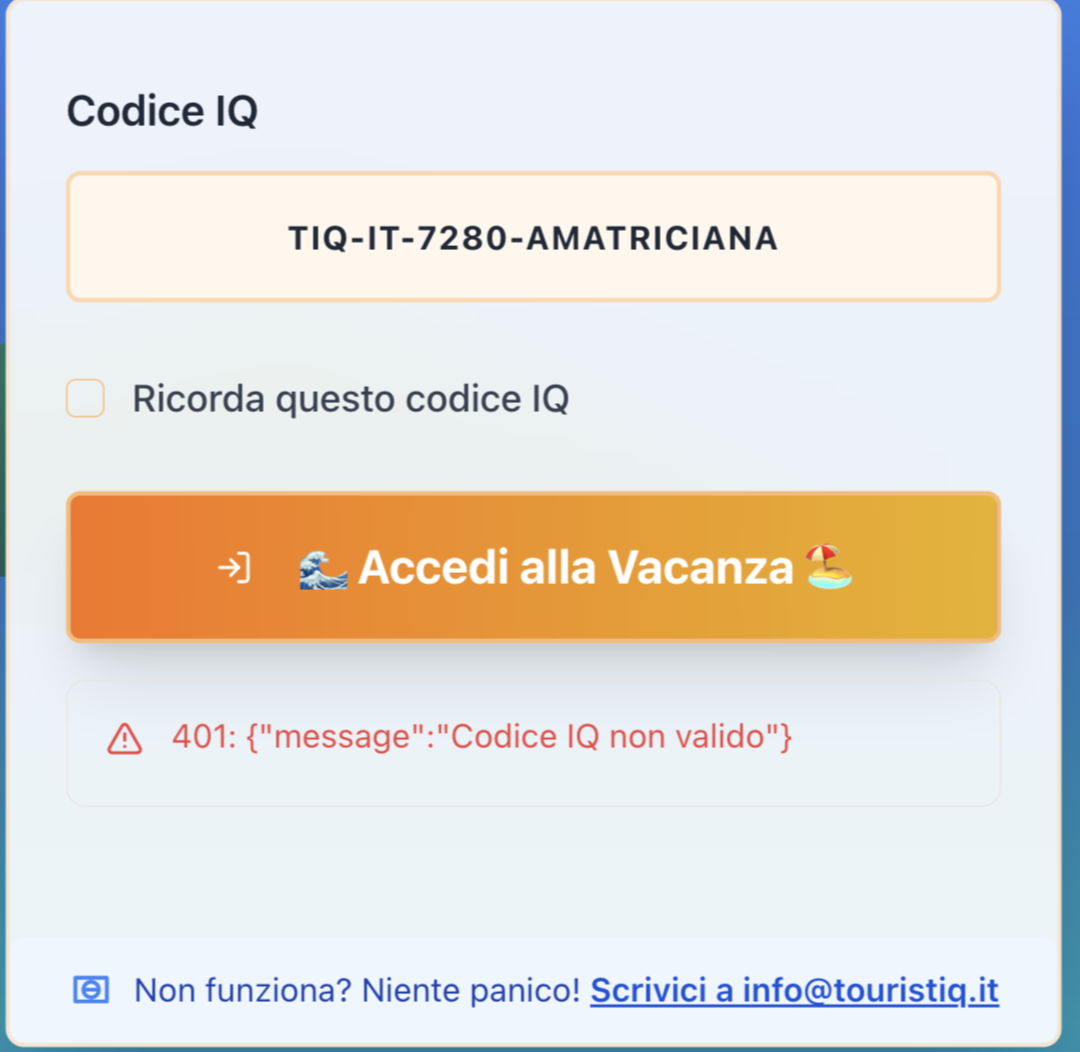 Codice IQ
TIQ-IT-7280-AMATRICIANA
Ricorda questo codice IQ
🌊 Accedi alla Vacanza 🏖️
401: {"message":"Codice IQ non valido"}
Non funziona? Niente panico! Scrivici a info@touristiq.it